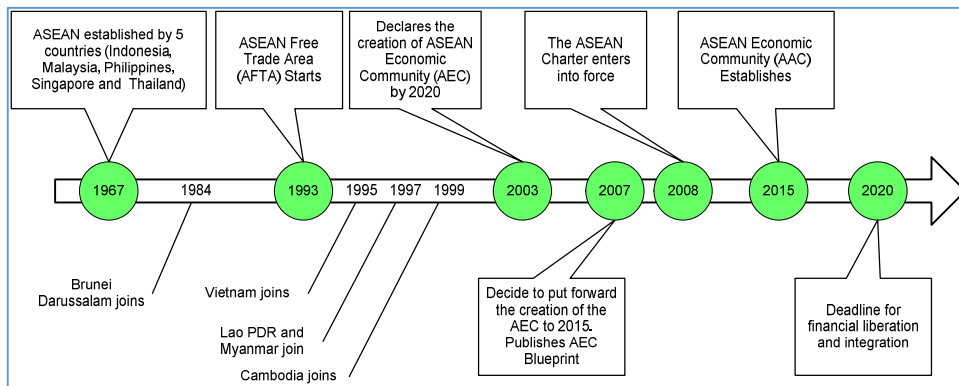 ASEAN established by 5
countries (Indonesia,
Malaysia, Philippines,
Singapore and Thailand)
ASEAN Free
Trade Area
(AFTA) Starts
Declares the
creation of ASEAN
Economic
Community (AEC)
by 2020
The ASEAN
Charter enters
into force
ASEAN Economic
Community (AAC)
Establishes
1967
1984
1993
1995
1997
1999
2003
2007
2008
2015
2020
Brunei
Darussalam joins
Vietnam joins
Lao PDR and
Myanmar join
Cambodia joins
Decide to put forward
the creation of the
AEC to 2015.
Publishes AEC
Blueprint
Deadline for
financial liberation
and integration